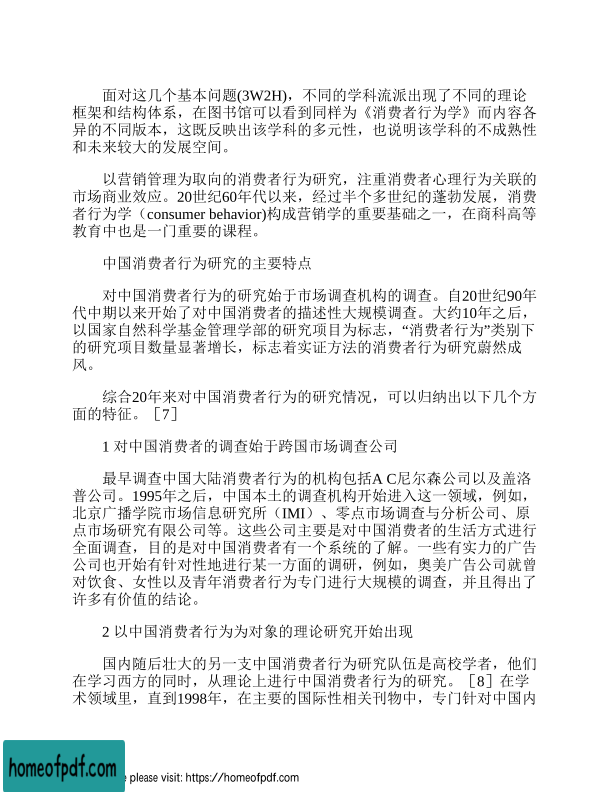 面对这几个基本问题(3W2H)，不同的学科流派出现了不同的理论
框架和结构体系，在图书馆可以看到同样为《消费者行为学》而内容各
异的不同版本，这既反映出该学科的多元性，也说明该学科的不成熟性
和未来较大的发展空间。
以营销管理为取向的消费者行为研究，注重消费者心理行为关联的
市场商业效应。20世纪60年代以来，经过半个多世纪的蓬勃发展，消费
者行为学（consumer behavior)构成营销学的重要基础之一，在商科高等
教育中也是一门重要的课程。
中国消费者行为研究的主要特点
对中国消费者行为的研究始于市场调查机构的调查。自20世纪90年
代中期以来开始了对中国消费者的描述性大规模调查。大约10年之后，
以国家自然科学基金管理学部的研究项目为标志，“消费者行为”类别下
的研究项目数量显著增长，标志着实证方法的消费者行为研究蔚然成
风。
综合20年来对中国消费者行为的研究情况，可以归纳出以下几个方
面的特征。［7］
1 对中国消费者的调查始于跨国市场调查公司
最早调查中国大陆消费者行为的机构包括A C尼尔森公司以及盖洛
普公司。1995年之后，中国本土的调查机构开始进入这一领域，例如，
北京广播学院市场信息研究所（IMI）、零点市场调查与分析公司、原
点市场研究有限公司等。这些公司主要是对中国消费者的生活方式进行
全面调查，目的是对中国消费者有一个系统的了解。一些有实力的广告
公司也开始有针对性地进行某一方面的调研，例如，奥美广告公司就曾
对饮食、女性以及青年消费者行为专门进行大规模的调查，并且得出了
许多有价值的结论。
2 以中国消费者行为为对象的理论研究开始出现
国内随后壮大的另一支中国消费者行为研究队伍是高校学者，他们
在学习西方的同时，从理论上进行中国消费者行为的研究。［8］在学
术领域里，直到1998年，在主要的国际性相关刊物中，专门针对中国内
homeofpdf.com
please visit: https://homeofpdf.com